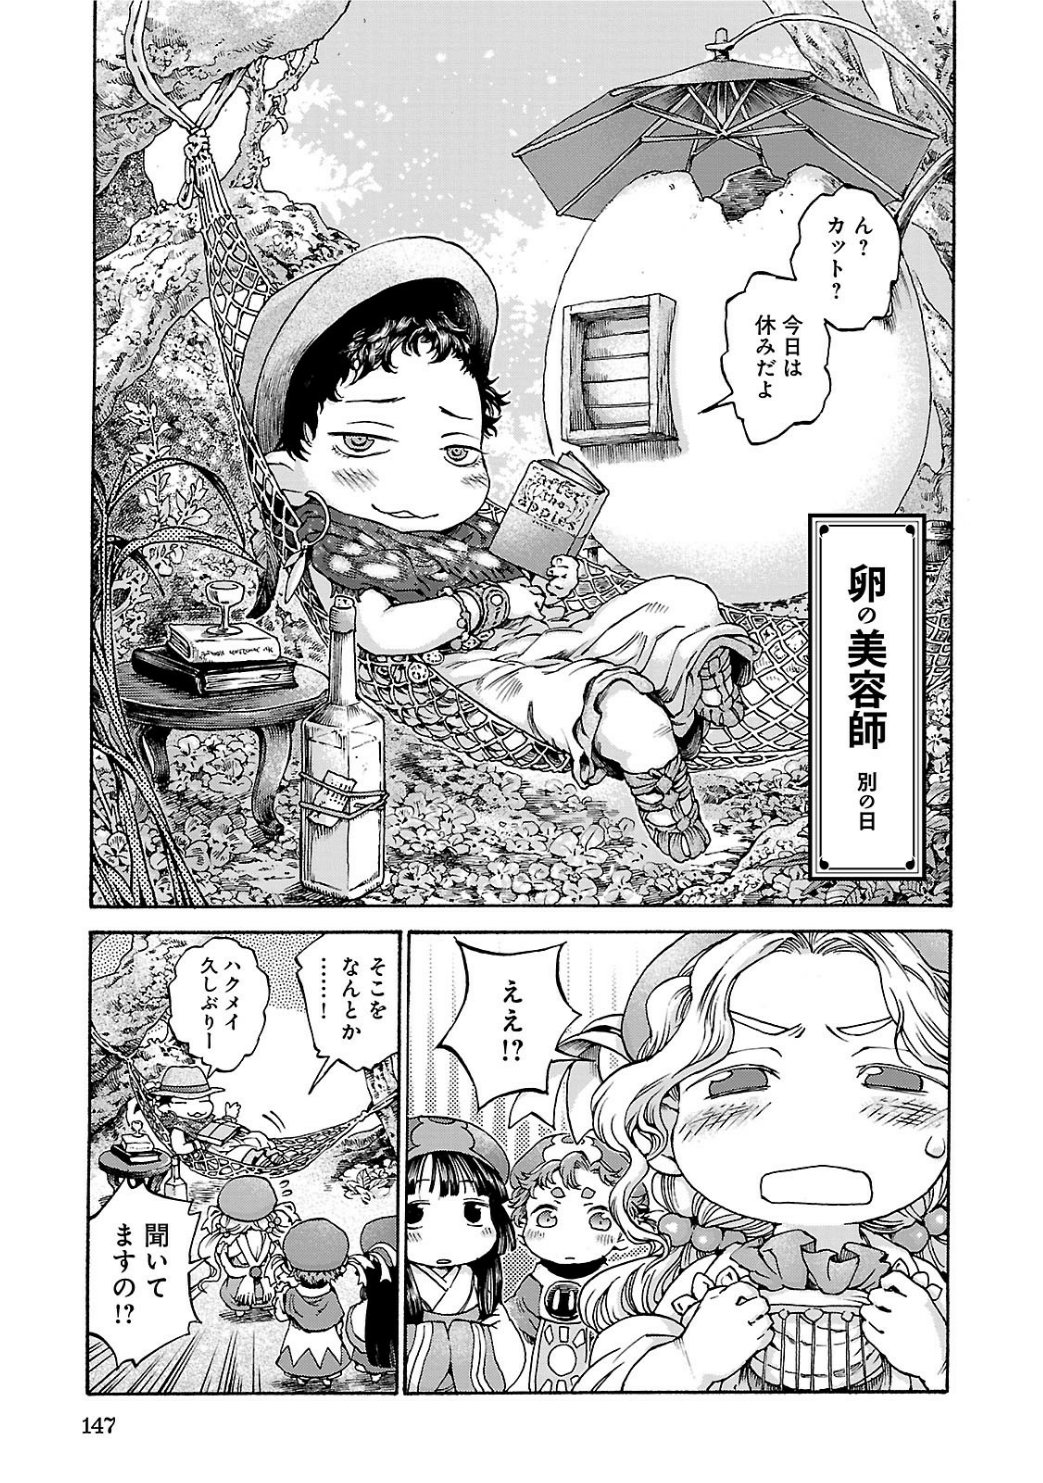 ん？
カット？
今日は
休みだよ
after
the
apples
卵の美容師
別の日
ええ!?
そこを
なんとか
……！
ハクメイ
久しぶりー
聞いて
ますの!?
147